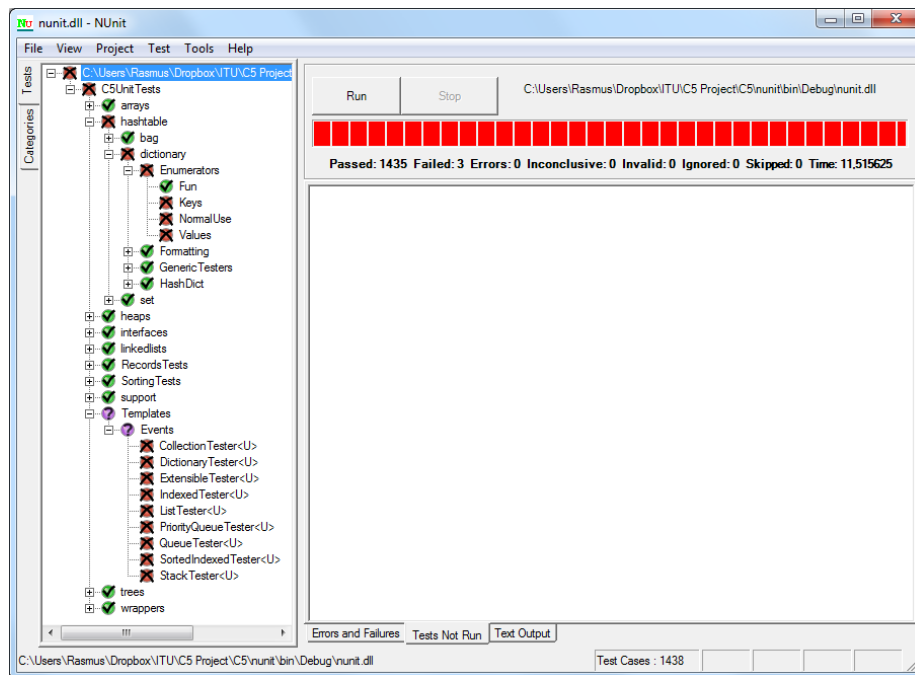 NU nunit.dll - NUnit
File View Project Test Tools Help
Tests
Categories
C:\Users\Rasmus\Dropbox\ITU\C5 Project
C5UnitTests
arrays
hashtable
bag
dictionary
Enumerators
Fun
Keys
NormalUse
Values
Formatting
GenericTesters
HashDict
set
heaps
interfaces
linkedlists
RecordsTests
SortingTests
support
Templates
Events
CollectionTester<U>
DictionaryTester<U>
ExtensibleTester<U>
IndexedTester<U>
ListTester<U>
PriorityQueueTester<U>
QueueTester<U>
SortedIndexedTester<U>
StackTester<U>
trees
wrappers
Run Stop C:\Users\Rasmus\Dropbox\ITU\C5 Project\C5\nunit\bin\Debug\nunit.dll
Passed: 1435 Failed: 3 Errors: 0 Inconclusive: 0 Invalid: 0 Ignored: 0 Skipped: 0 Time: 11,515625
Errors and Failures Tests Not Run Text Output
C:\Users\Rasmus\Dropbox\ITU\C5 Project\C5\nunit\bin\Debug\nunit.dll Test Cases : 1438